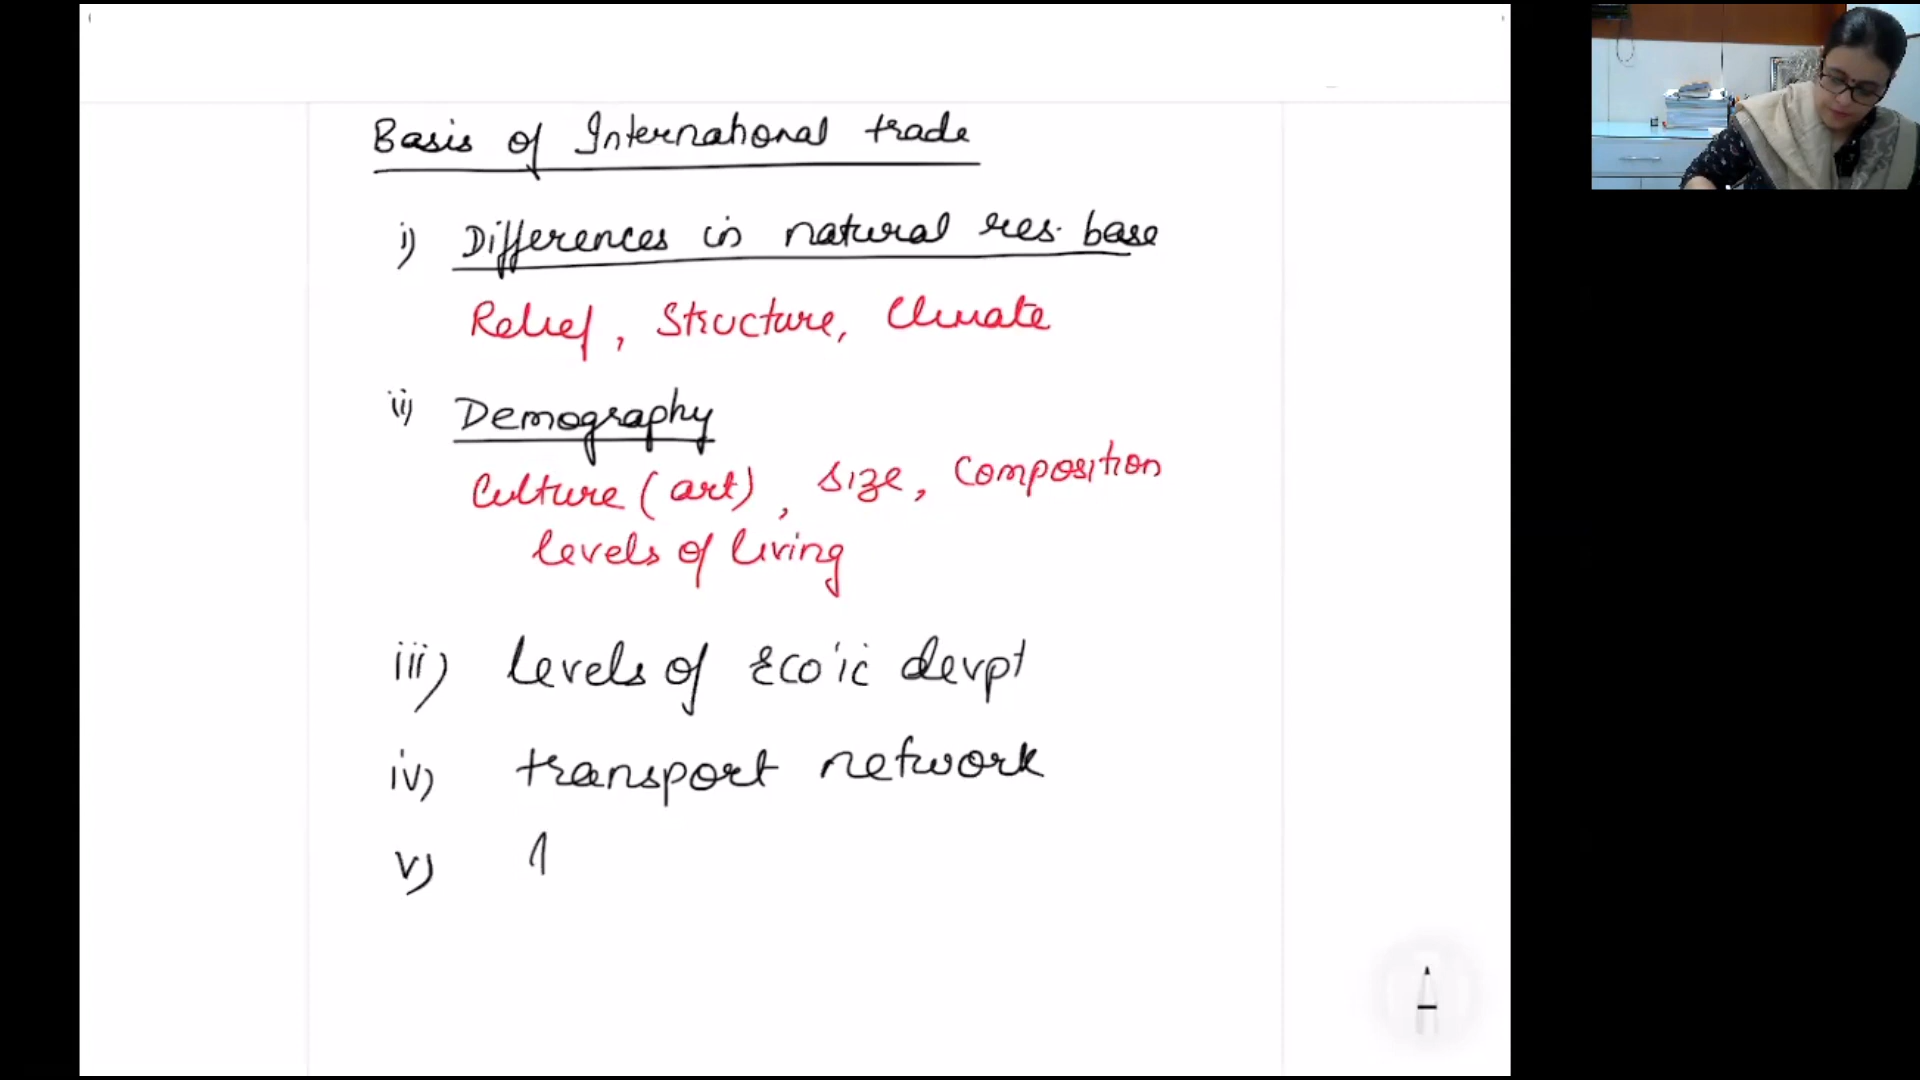 Basis of International trade
i) Differences in natural res. base
Relief, Structure, Climate
ii) Demography
Culture (art), size, Composition
levels of living
iii) levels of Eco'ic devpt
iv) transport network
v)